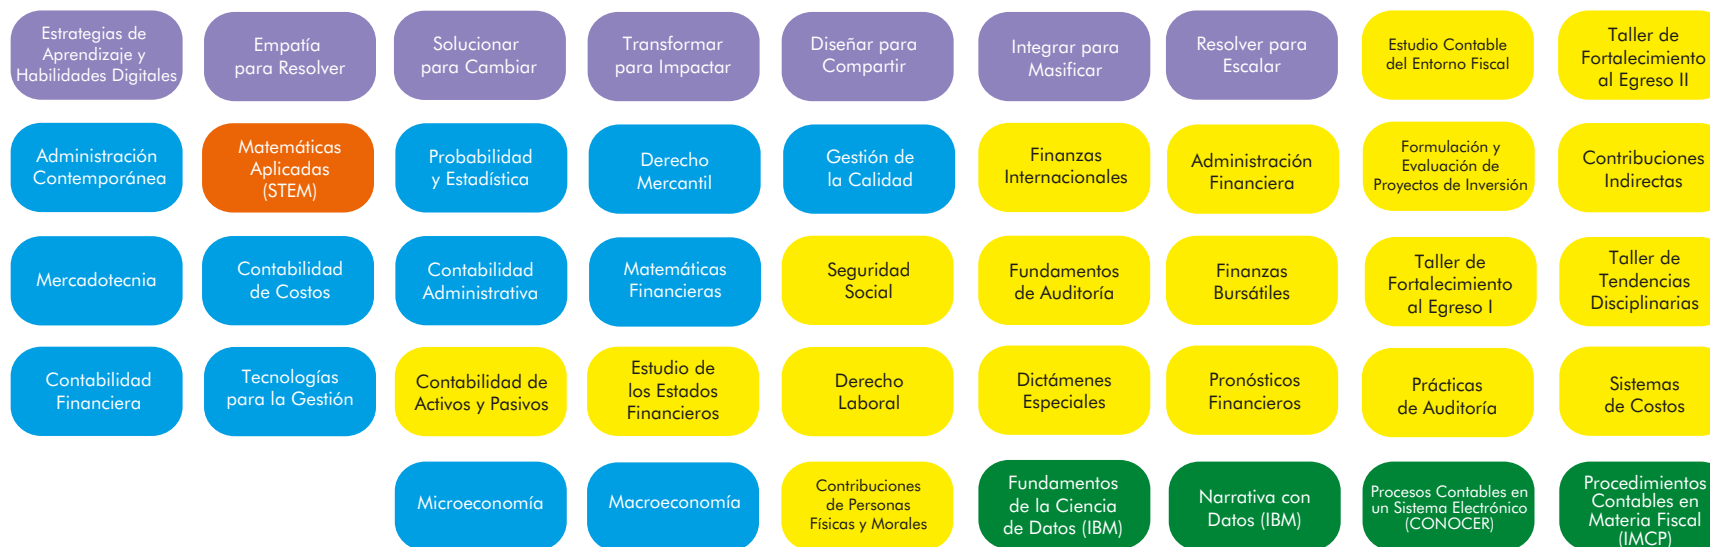 Estrategias de
Aprendizaje y
Habilidades Digitales
Empatía
para Resolver
Solucionar
para Cambiar
Transformar
para Impactar
Diseñar para
Compartir
Integrar para
Masificar
Resolver para
Escalar
Estudio Contable
del Entorno Fiscal
Taller de
Fortalecimiento
al Egreso II
Administración
Contemporánea
Matemáticas
Aplicadas
(STEM)
Probabilidad
y Estadística
Derecho
Mercantil
Gestión de
la Calidad
Finanzas
Internacionales
Administración
Financiera
Formulación y
Evaluación de
Proyectos de Inversión
Contribuciones
Indirectas
Mercadotecnia
Contabilidad
de Costos
Contabilidad
Administrativa
Matemáticas
Financieras
Seguridad
Social
Fundamentos
de Auditoría
Finanzas
Bursátiles
Taller de
Fortalecimiento
al Egreso I
Taller de
Tendencias
Disciplinarias
Contabilidad
Financiera
Tecnologías
para la Gestión
Contabilidad de
Activos y Pasivos
Estudio de
los Estados
Financieros
Derecho
Laboral
Dictámenes
Especiales
Pronósticos
Financieros
Prácticas
de Auditoría
Sistemas
de Costos
Microeconomía
Macroeconomía
Contribuciones
de Personas
Físicas y Morales
Fundamentos
de la Ciencia
de Datos (IBM)
Narrativa con
Datos (IBM)
Procesos Contables en
un Sistema Electrónico
(CONOCER)
Procedimientos
Contables en
Materia Fiscal
(IMCP)